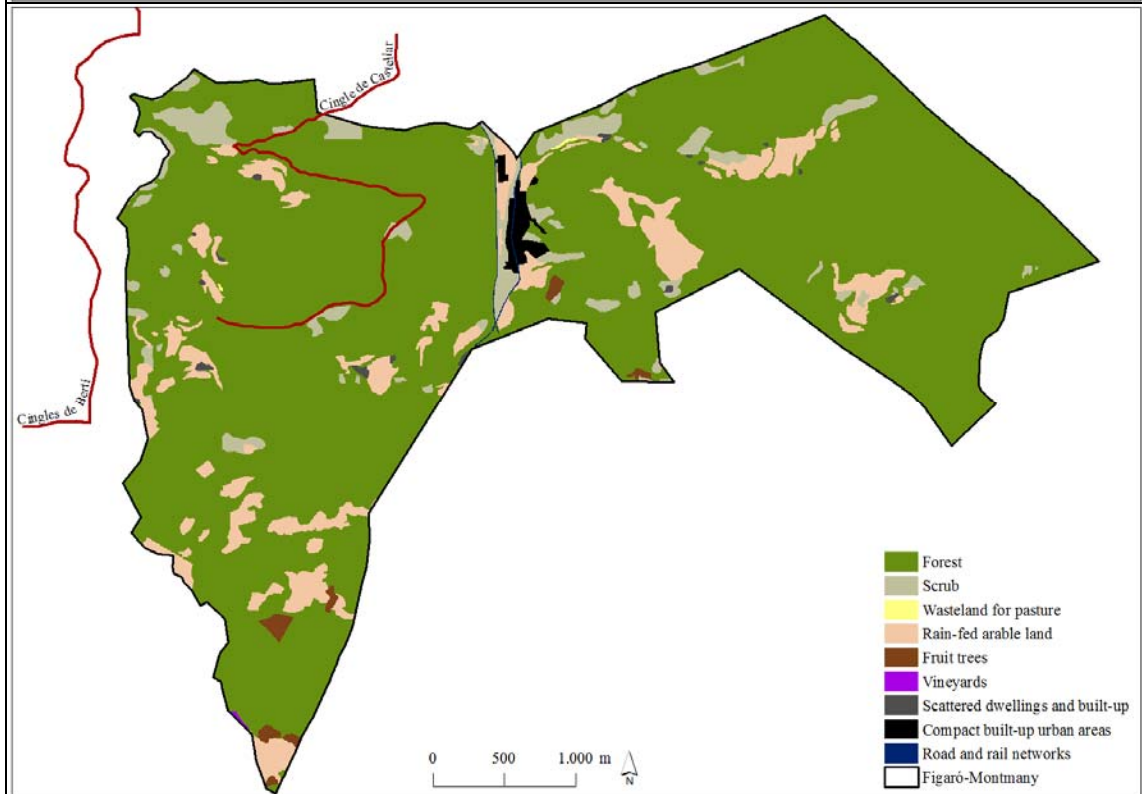 Cingle de Castellar
Cingles de Bertí
Forest
Scrub
Wasteland for pasture
Rain-fed arable land
Fruit trees
Vineyards
Scattered dwellings and built-up
Compact built-up urban areas
Road and rail networks
Figaró-Montmany
0 500 1.000 m
N